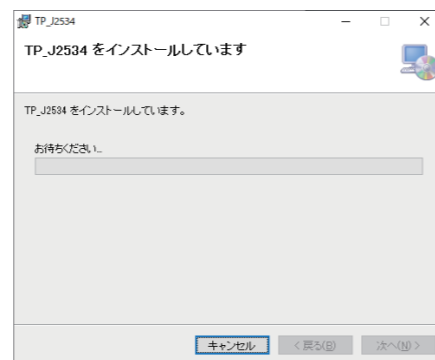 TP_J2534
TP_J2534 をインストールしています
TP_J2534 をインストールしています。
お待ちください...
キャンセル
< 戻る(B)
次へ(N) >